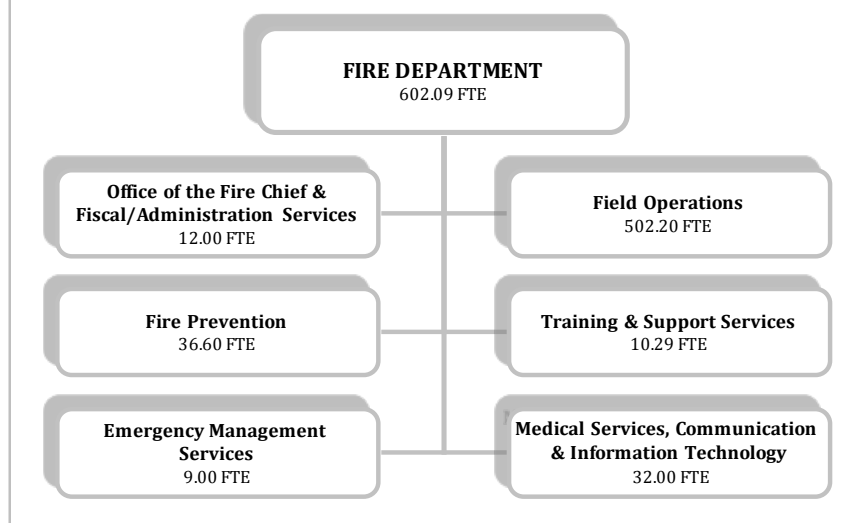 FIRE DEPARTMENT
602.09 FTE
Office of the Fire Chief &
Fiscal/Administration Services
12.00 FTE
Field Operations
502.20 FTE
Fire Prevention
36.60 FTE
Training & Support Services
10.29 FTE
Emergency Management
Services
9.00 FTE
Medical Services, Communication
& Information Technology
32.00 FTE